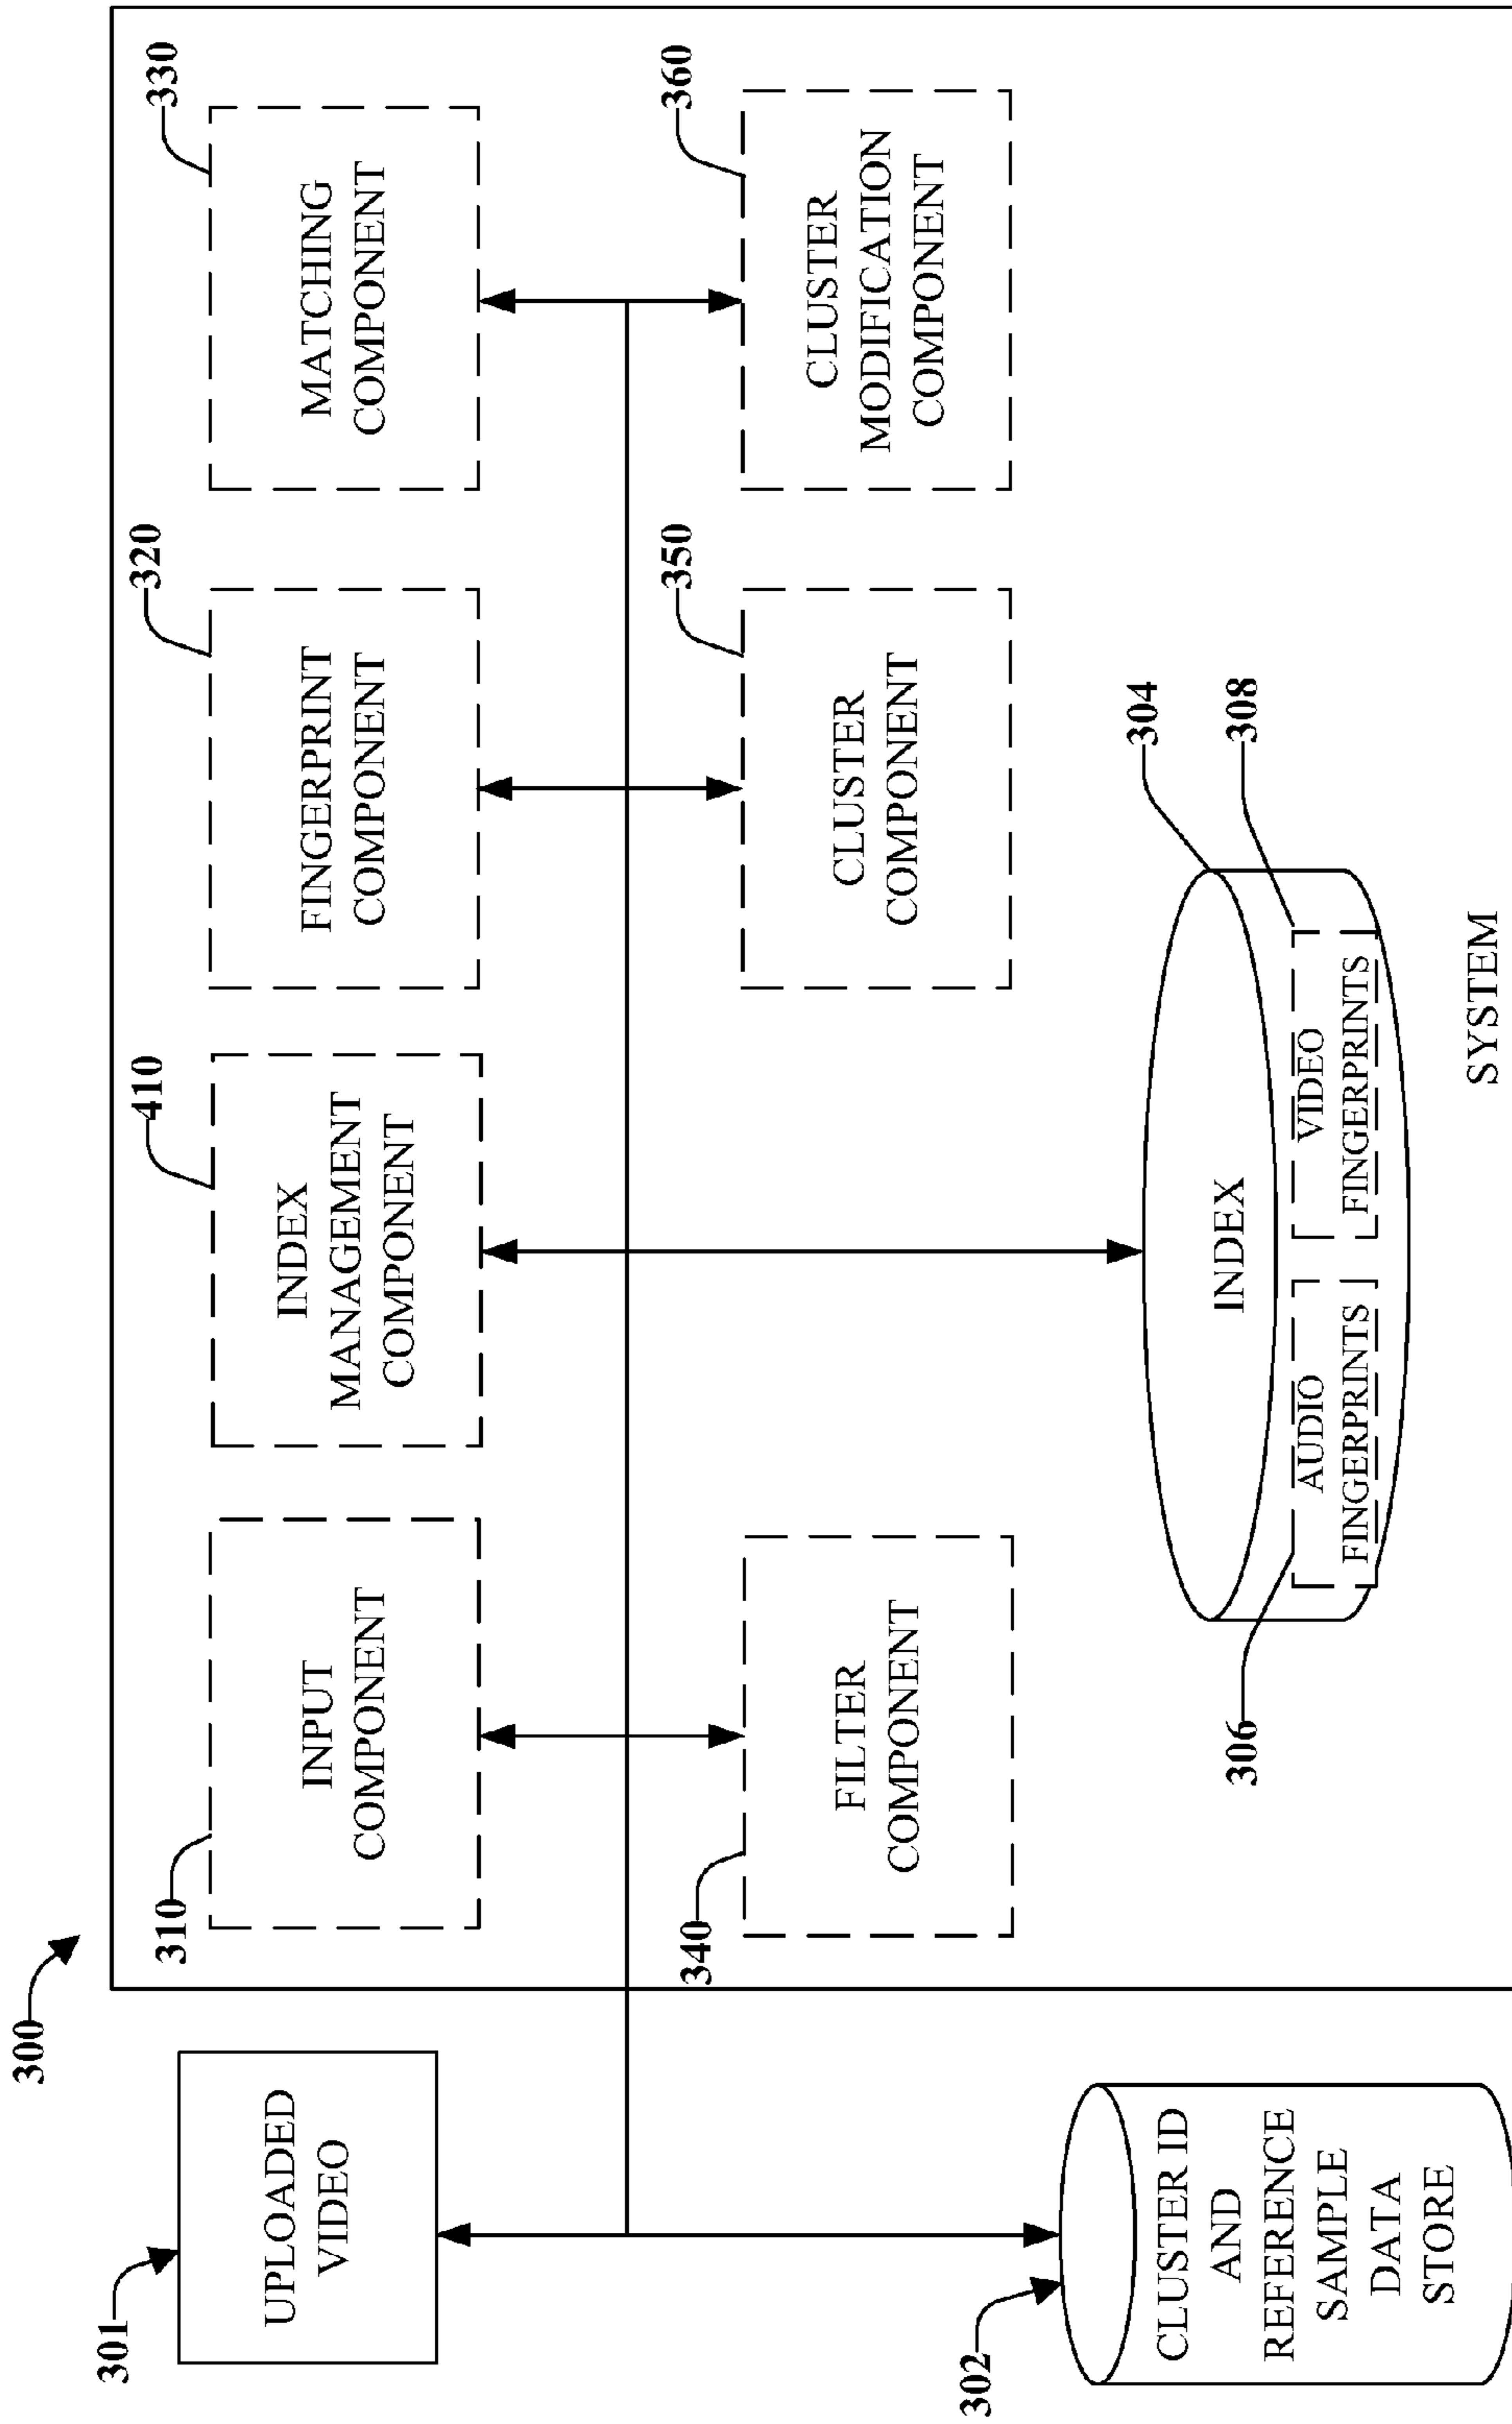 300
301
UPLOADED
VIDEO
302
CLUSTER ID
AND
REFERENCE
SAMPLE
DATA
STORE
310
INPUT
COMPONENT
410
INDEX
MANAGEMENT
COMPONENT
320
FINGERPRINT
COMPONENT
330
MATCHING
COMPONENT
340
FILTER
COMPONENT
350
CLUSTER
COMPONENT
360
CLUSTER
MODIFICATION
COMPONENT
304
INDEX
306
AUDIO
FINGERPRINTS
308
VIDEO
FINGERPRINTS
SYSTEM